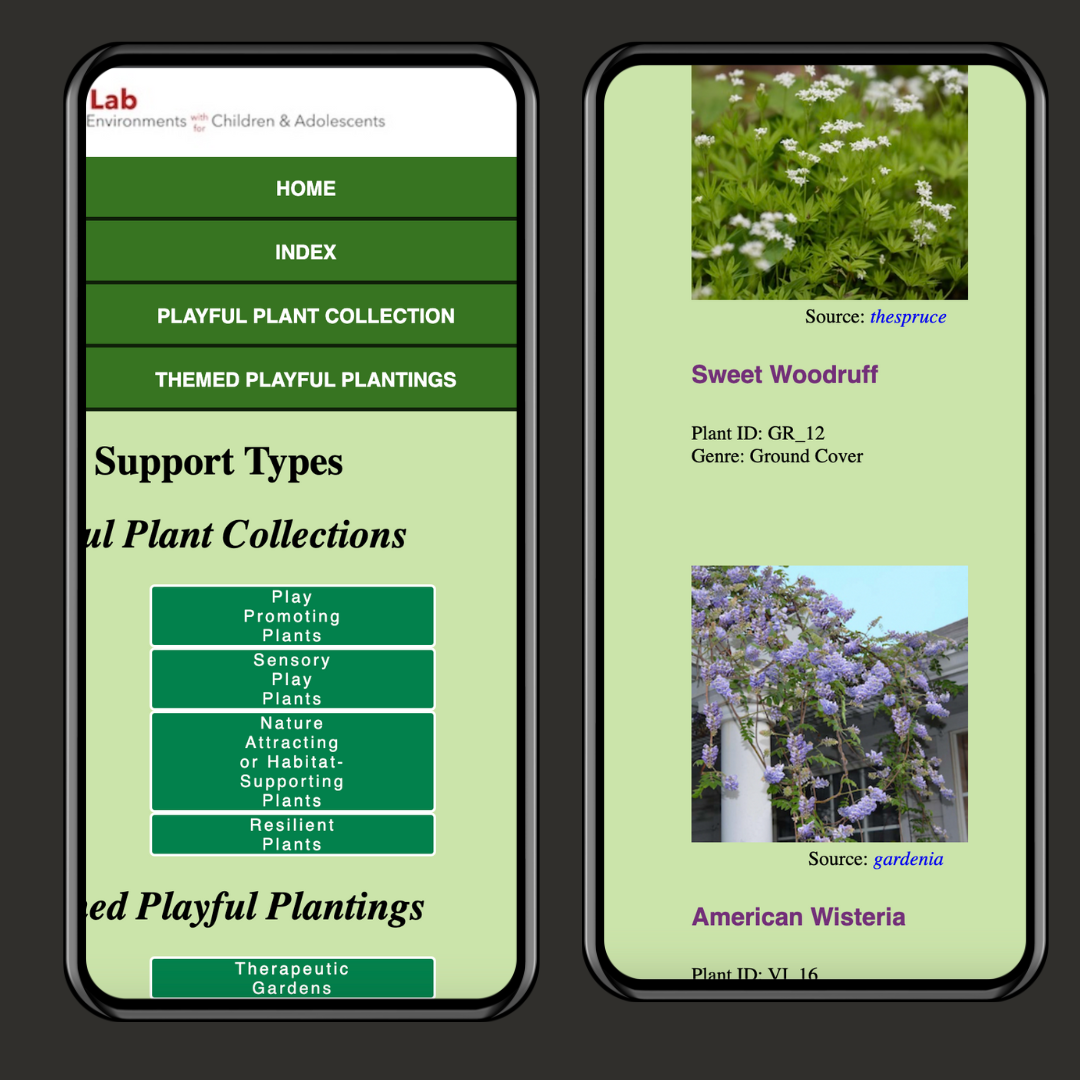 Lab
Environments with for Children & Adolescents
HOME
INDEX
PLAYFUL PLANT COLLECTION
THEMED PLAYFUL PLANTINGS
Support Types
ul Plant Collections
Play
Promoting
Plants
Sensory
Play
Plants
Nature
Attracting
or Habitat-
Supporting
Plants
Resilient
Plants
ed Playful Plantings
Therapeutic
Gardens
Source: thespruce
Sweet Woodruff
Plant ID: GR_12
Genre: Ground Cover
Source: gardenia
American Wisteria
Plant ID: VI_16